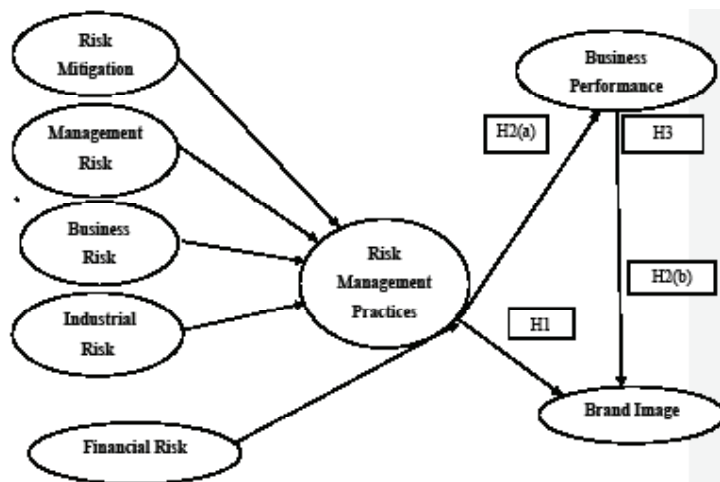 Risk
Mitigation
Management
Risk
Business
Risk
Industrial
Risk
Financial Risk
Risk
Management
Practices
Business
Performance
H2(a)
H3
H2(b)
H1
Brand Image